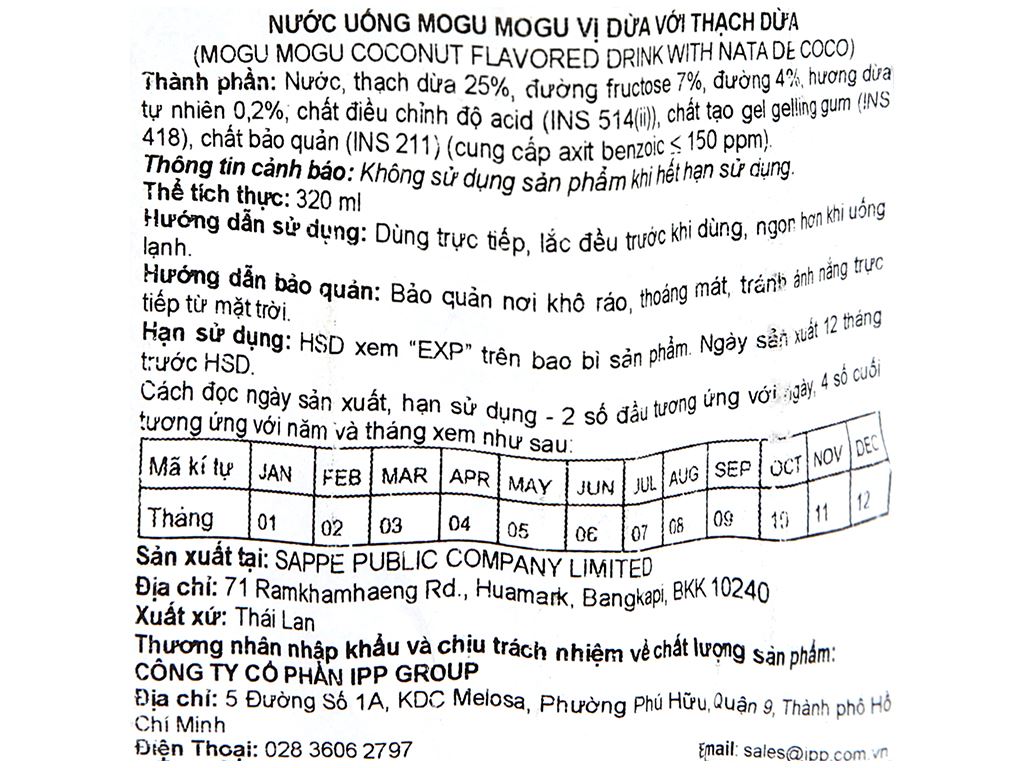 NƯỚC UỐNG MOGU MOGU VỊ DỪA VỚI THẠCH DỪA
(MOGU MOGU COCONUT FLAVORED DRINK WITH NATA DE COCO)
Thành phần: Nước, thạch dừa 25%, đường fructose 7%, đường 4%, hương dừa
tự nhiên 0,2%, chất điều chỉnh độ acid (INS 514(ii)), chất tạo gel gelling gum (INS
418), chất bảo quản (INS 211) (cung cấp axit benzoic ≤ 150 ppm).
Thông tin cảnh báo: Không sử dụng sản phẩm khi hết hạn sử dụng.
Thể tích thực: 320 ml
Hướng dẫn sử dụng: Dùng trực tiếp, lắc đều trước khi dùng, ngon hơn khi uống
lạnh.
Hướng dẫn bảo quản: Bảo quản nơi khô ráo, thoáng mát, tránh ánh nắng trực
tiếp từ mặt trời.
Hạn sử dụng: HSD xem "EXP" trên bao bì sản phẩm. Ngày sản xuất 12 tháng
trước HSD.
Cách đọc ngày sản xuất, hạn sử dụng - 2 số đầu tương ứng với ngày, 4 số cuối
tương ứng với năm và tháng xem như sau:
Mã kí tự JAN FEB MAR APR MAY JUN JUL AUG SEP OCT NOV DEC
Tháng 01 02 03 04 05 06 07 08 09 10 11 12
Sản xuất tại: SAPPE PUBLIC COMPANY LIMITED
Địa chỉ: 71 Ramkhamhaeng Rd., Huamark, Bangkapi, BKK 10240
Xuất xứ: Thái Lan
Thương nhân nhập khẩu và chịu trách nhiệm về chất lượng sản phẩm:
CÔNG TY CỔ PHẦN IPP GROUP
Địa chỉ: 5 Đường Số 1A, KDC Melosa, Phường Phú Hữu, Quận 9, Thành phố Hồ
Chí Minh
Điện Thoại: 028 3606 2797 Email: sales@ipp.com.vn